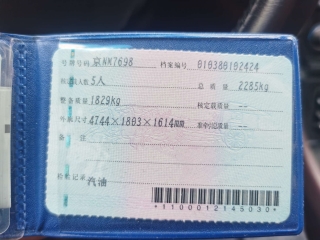 号牌号码 京NK7698 档案编号 010380102424
核定载人数 5人 总质量 2285kg
整备质量 1829kg 核定载质量 --
外廓尺寸 4744×1803×1614mm 准牵引总质量 --
备注
检验记录 汽油
*1100012145030*